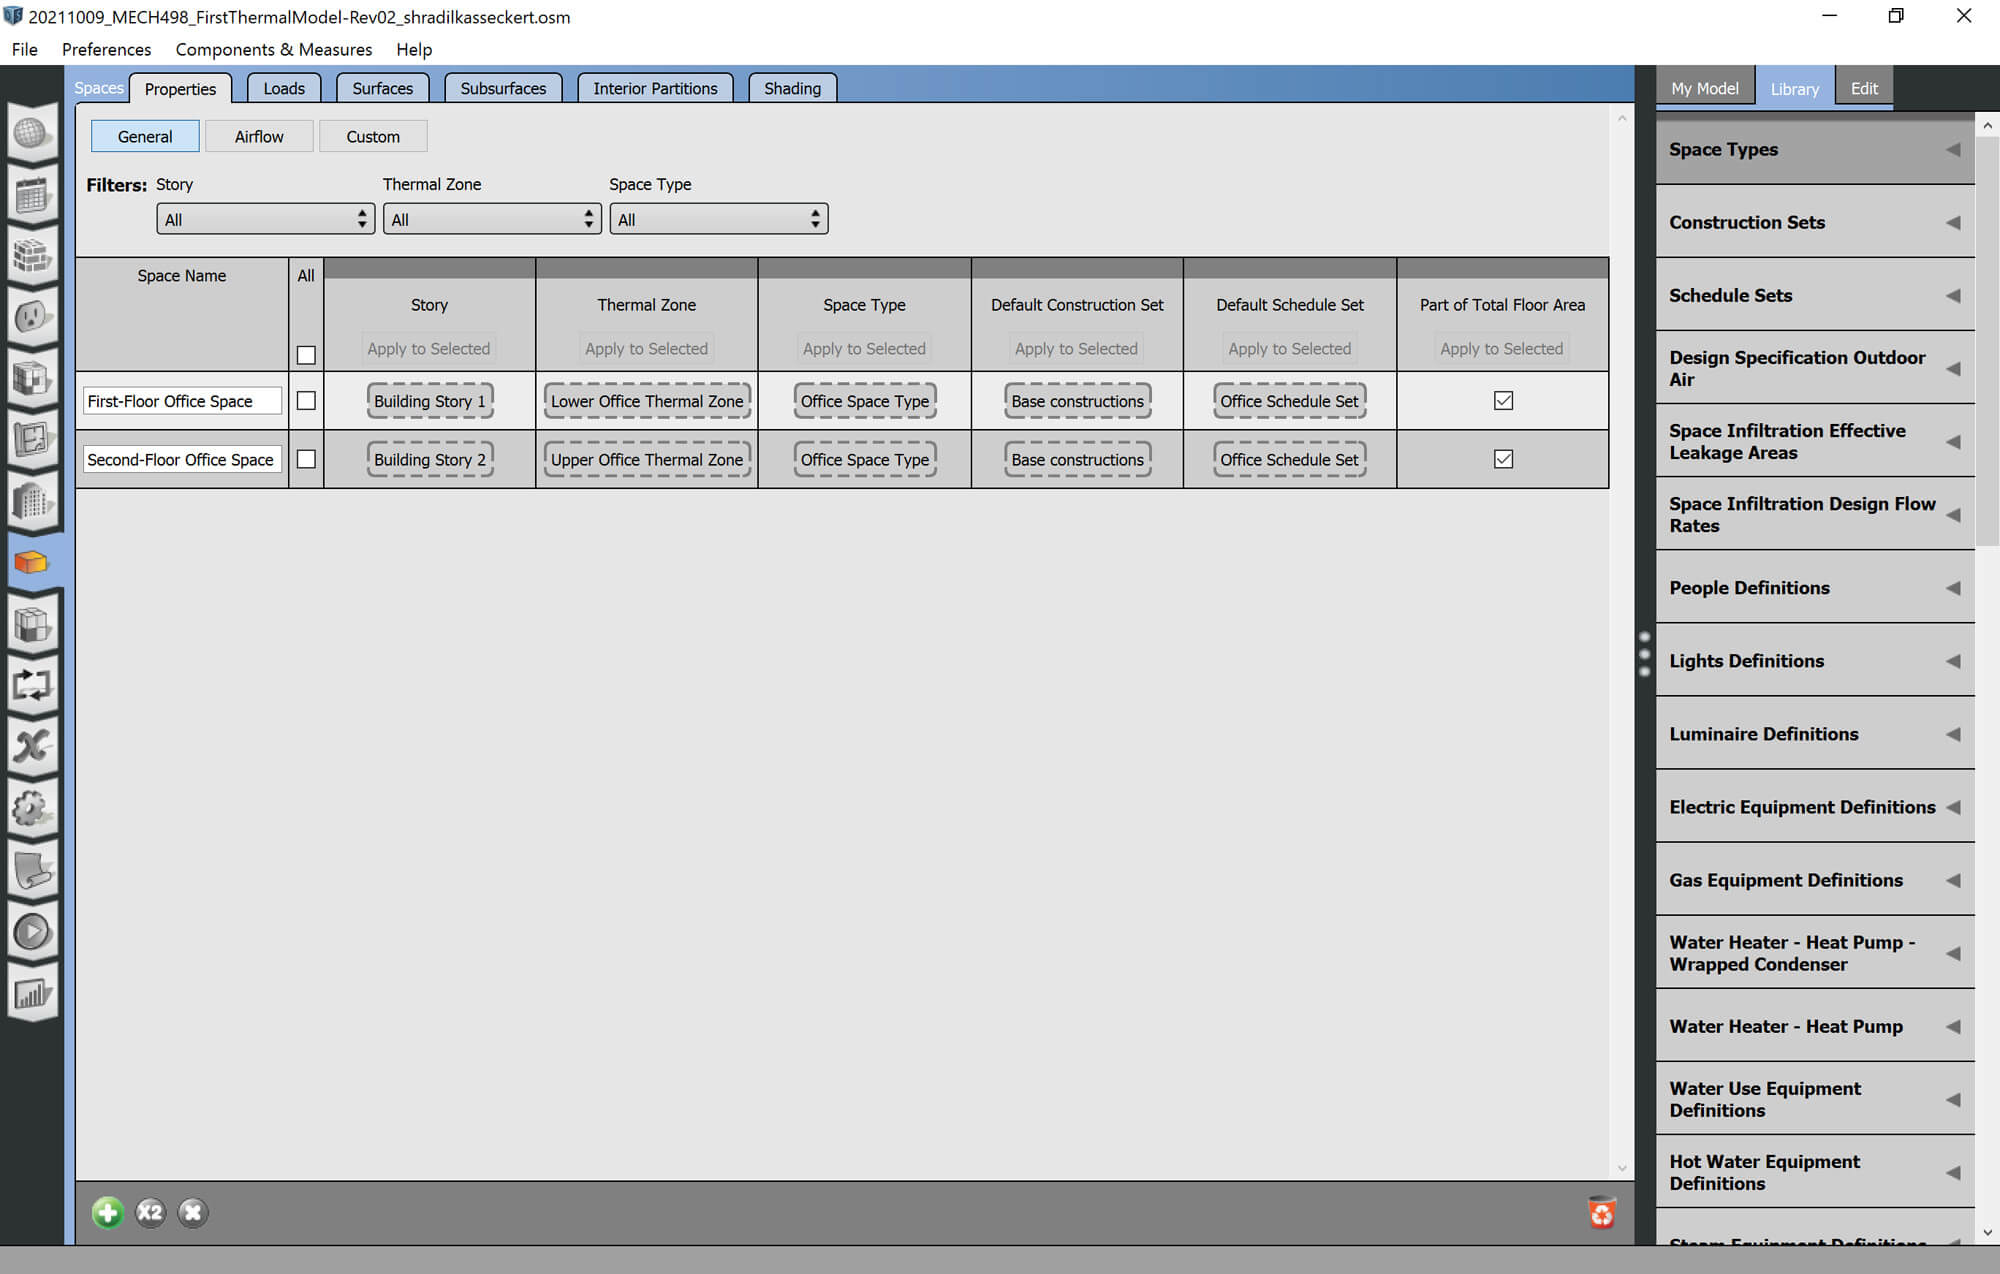 20211009_MECH498_FirstThermalModel-Rev02_shradilkasseckert.osm
File Preferences Components & Measures Help
Spaces Properties Loads Surfaces Subsurfaces Interior Partitions Shading
My Model Library Edit
General Airflow Custom
Filters: Story Thermal Zone Space Type
All All All
Space Name All Story Thermal Zone Space Type Default Construction Set Default Schedule Set Part of Total Floor Area
Apply to Selected Apply to Selected Apply to Selected Apply to Selected Apply to Selected Apply to Selected
First-Floor Office Space Building Story 1 Lower Office Thermal Zone Office Space Type Base constructions Office Schedule Set
Second-Floor Office Space Building Story 2 Upper Office Thermal Zone Office Space Type Base constructions Office Schedule Set
X2
Space Types
Construction Sets
Schedule Sets
Design Specification Outdoor
Air
Space Infiltration Effective
Leakage Areas
Space Infiltration Design Flow
Rates
People Definitions
Lights Definitions
Luminaire Definitions
Electric Equipment Definitions
Gas Equipment Definitions
Water Heater - Heat Pump -
Wrapped Condenser
Water Heater - Heat Pump
Water Use Equipment
Definitions
Hot Water Equipment
Definitions
Steam Equipment Definitions